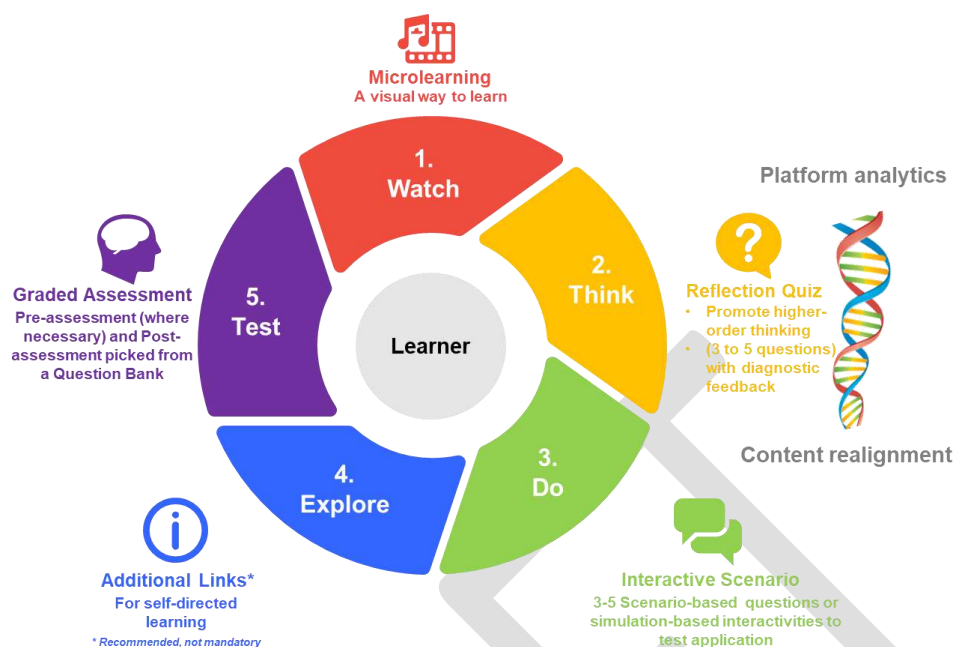 Microlearning
A visual way to learn
1.
Watch
Platform analytics
2.
Think
Reflection Quiz
• Promote higher-
order thinking
• (3 to 5 questions)
with diagnostic
feedback
Content realignment
3.
Do
Interactive Scenario
3-5 Scenario-based questions or
simulation-based interactivities to
test application
4.
Explore
Additional Links*
For self-directed
learning
* Recommended, not mandatory
5.
Test
Graded Assessment
Pre-assessment (where
necessary) and Post-
assessment picked from
a Question Bank
Learner